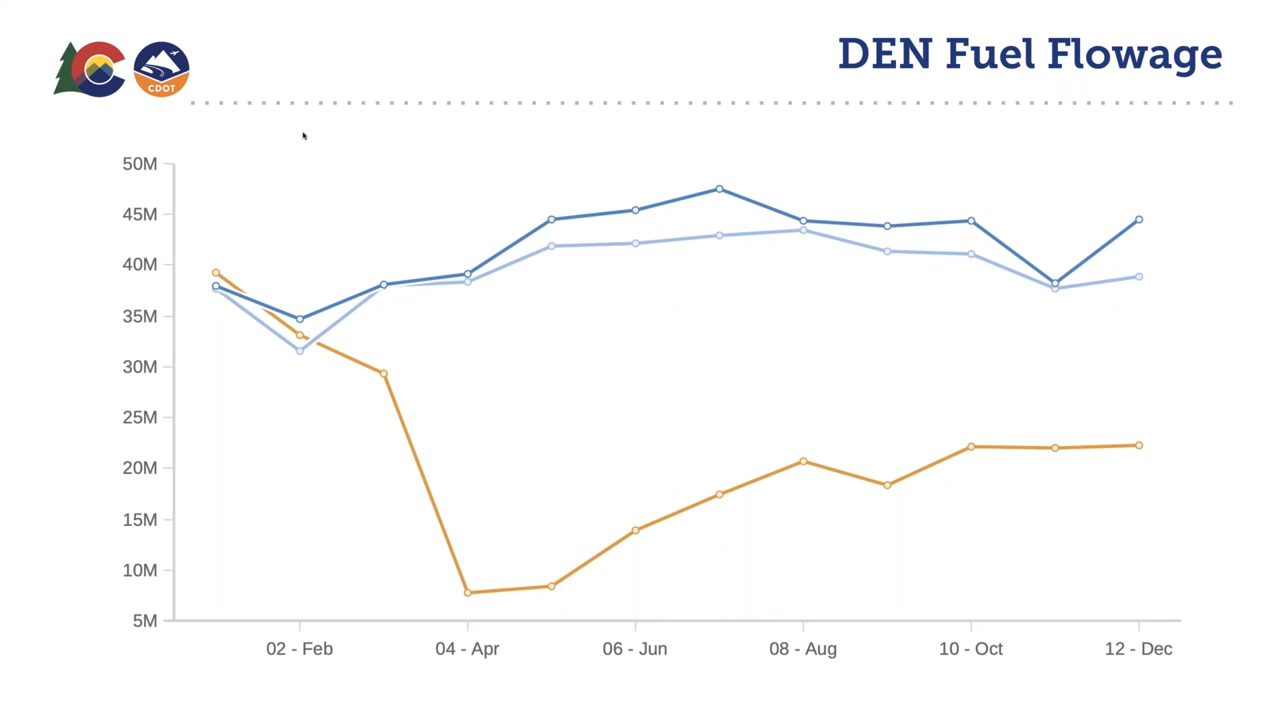 DEN Fuel Flowage
CDOT
50M
45M
40M
35M
30M
25M
20M
15M
10M
5M
02 - Feb
04 - Apr
06 - Jun
08 - Aug
10 - Oct
12 - Dec